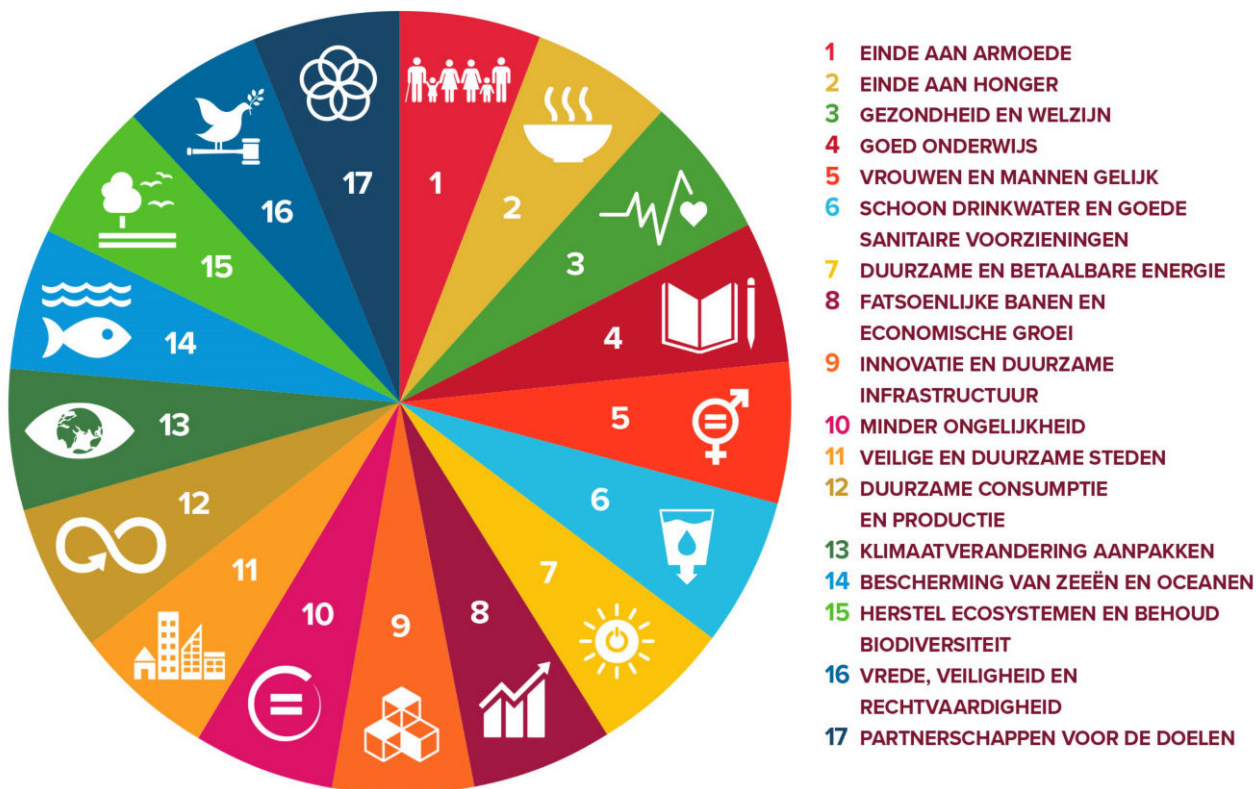 1
2
3
4
5
6
7
8
9
10
11
12
13
14
15
16
17
1 EINDE AAN ARMOEDE
2 EINDE AAN HONGER
3 GEZONDHEID EN WELZIJN
4 GOED ONDERWIJS
5 VROUWEN EN MANNEN GELIJK
6 SCHOON DRINKWATER EN GOEDE
SANITAIRE VOORZIENINGEN
7 DUURZAME EN BETAALBARE ENERGIE
8 FATSOENLIJKE BANEN EN
ECONOMISCHE GROEI
9 INNOVATIE EN DUURZAME
INFRASTRUCTUUR
10 MINDER ONGELIJKHEID
11 VEILIGE EN DUURZAME STEDEN
12 DUURZAME CONSUMPTIE
EN PRODUCTIE
13 KLIMAATVERANDERING AANPAKKEN
14 BESCHERMING VAN ZEEËN EN OCEANEN
15 HERSTEL ECOSYSTEMEN EN BEHOUD
BIODIVERSITEIT
16 VREDE, VEILIGHEID EN
RECHTVAARDIGHEID
17 PARTNERSCHAPPEN VOOR DE DOELEN